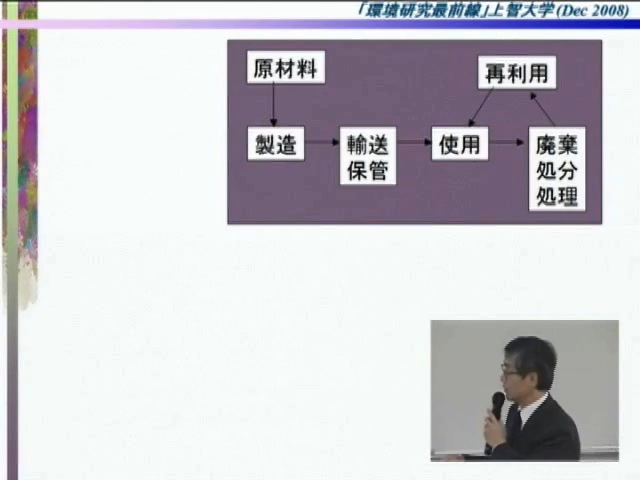 「環境研究最前線」上智大学(Dec 2008)
原材料
再利用
製造
輸送
保管
使用
廃棄
処分
処理